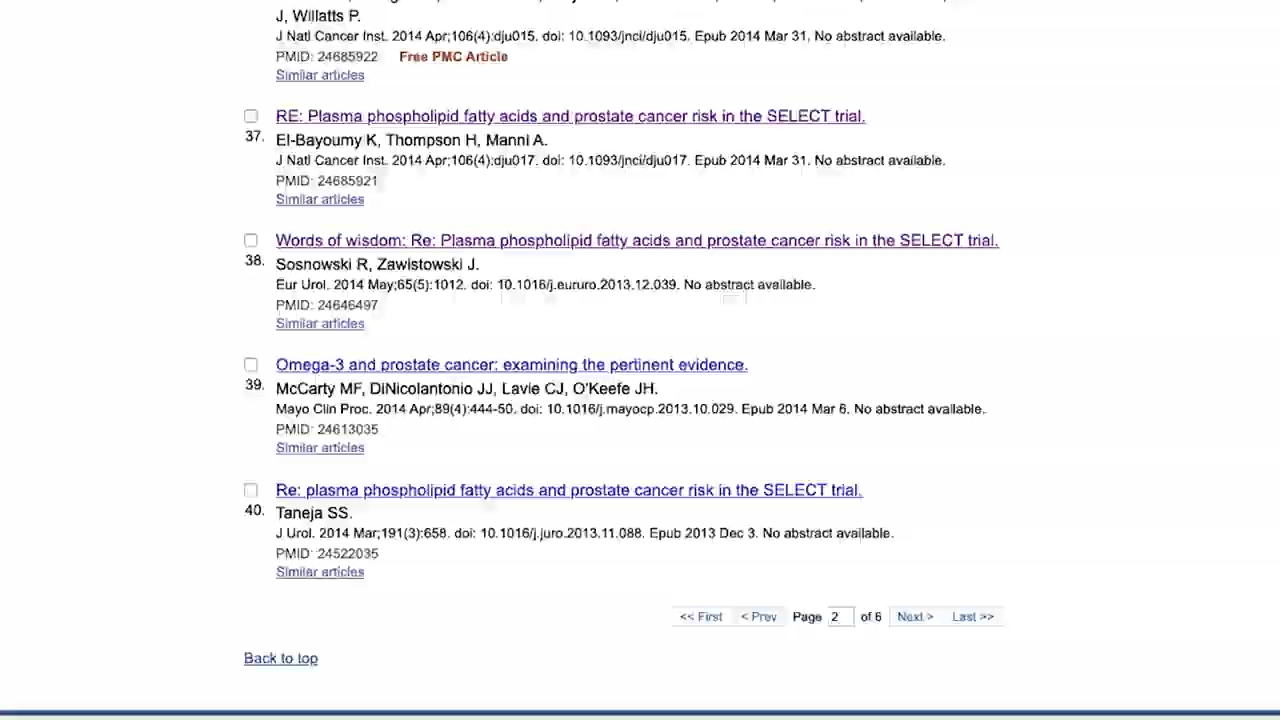 J, Willatts P.
J Natl Cancer Inst. 2014 Apr;106(4):dju015. doi: 10.1093/jnci/dju015. Epub 2014 Mar 31. No abstract available.
PMID: 24685922 Free PMC Article
Similar articles
RE: Plasma phospholipid fatty acids and prostate cancer risk in the SELECT trial.
37. El-Bayoumy K, Thompson H, Manni A.
J Natl Cancer Inst. 2014 Apr;106(4):dju017. doi: 10.1093/jnci/dju017. Epub 2014 Mar 31. No abstract available.
PMID: 24685921
Similar articles
Words of wisdom: Re: Plasma phospholipid fatty acids and prostate cancer risk in the SELECT trial.
38. Sosnowski R, Zawistowski J.
Eur Urol. 2014 May;65(5):1012. doi: 10.1016/j.eururo.2013.12.039. No abstract available.
PMID: 24646497
Similar articles
Omega-3 and prostate cancer: examining the pertinent evidence.
39. McCarty MF, DiNicolantonio JJ, Lavie CJ, O'Keefe JH.
Mayo Clin Proc. 2014 Apr;89(4):444-50. doi: 10.1016/j.mayocp.2013.10.029. Epub 2014 Mar 6. No abstract available.
PMID: 24613035
Similar articles
Re: plasma phospholipid fatty acids and prostate cancer risk in the SELECT trial.
40. Taneja SS.
J Urol. 2014 Mar;191(3):658. doi: 10.1016/j.juro.2013.11.088. Epub 2013 Dec 3. No abstract available.
PMID: 24522035
Similar articles
<< First < Prev Page 2 of 6 Next > Last >>
Back to top